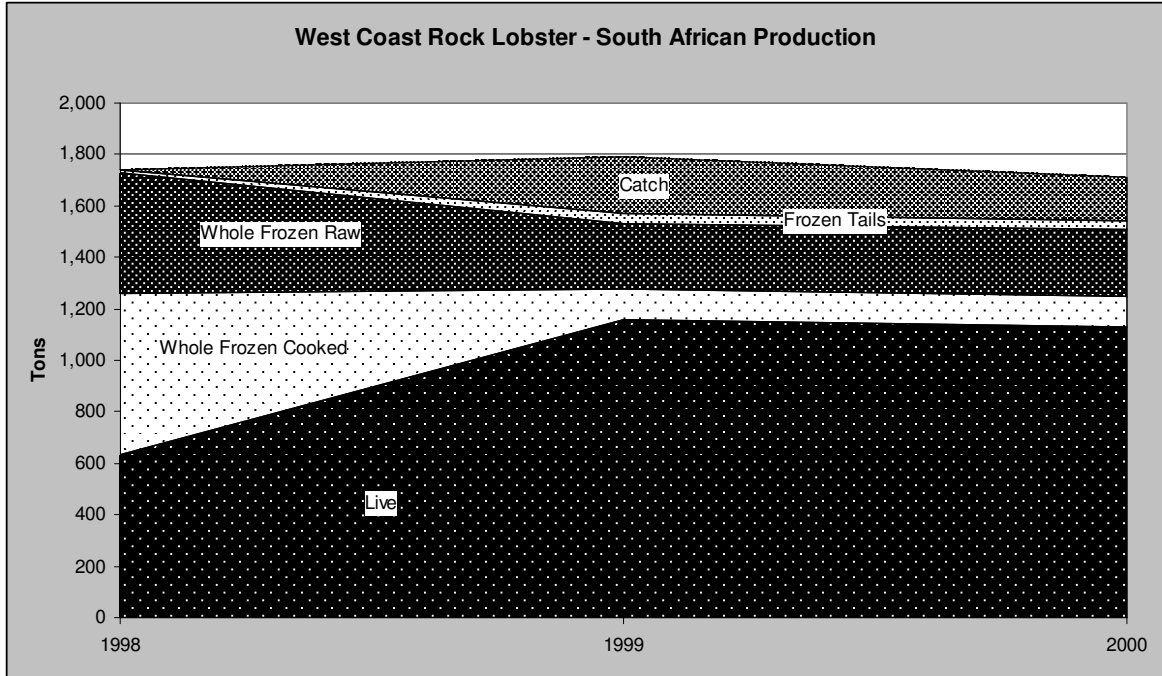 West Coast Rock Lobster - South African Production
2,000
1,800
1,600
1,400
1,200
1,000
800
600
400
200
0
Tons
Catch
Frozen Tails
Whole Frozen Raw
Whole Frozen Cooked
Live
1998
1999
2000